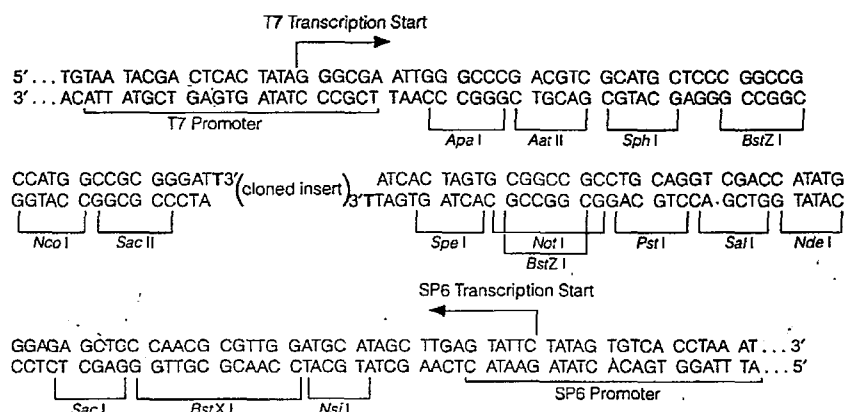 T7 Transcription Start
5′...TGTAA TACGA CTCAC TATAG GGCGA ATTGG GCCCG ACGTC GCATG CTCCC GGCCG
3′...ACATT ATGCT GAGTG ATATC CCGCT TAACC CGGGC TGCAG CGTAC GAGGG CCGGC
T7 Promoter
Apa I Aat II Sph I BstZ I
CCATG GCCGC GGGATT3′ (cloned insert) ATCAC TAGTG CGGCC GCCTG CAGGT CGACC ATATG
GGTAC CGGCG CCCTA 3′TTAGTG ATCAC GCCGG CGGAC GTCCA GCTGG TATAC
Nco I Sac II Spe I Not I Pst I Sal I Nde I
BstZ I
SP6 Transcription Start
GGAGA GCTCC CAACG CGTTG GATGC ATAGC TTGAG TATTC TATAG TGTCA CCTAA AT...3′
CCTCT CGAGG GTTGC GCAAC CTACG TATCG AACTC ATAAG ATATC ACAGT GGATT TA...5′
Sac I BstX I Nsi I SP6 Promoter